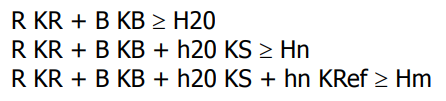 R KR + B KB ≥ H20
R KR + B KB + h20 KS ≥ Hn
R KR + B KB + h20 KS + hn KRef ≥ Hm